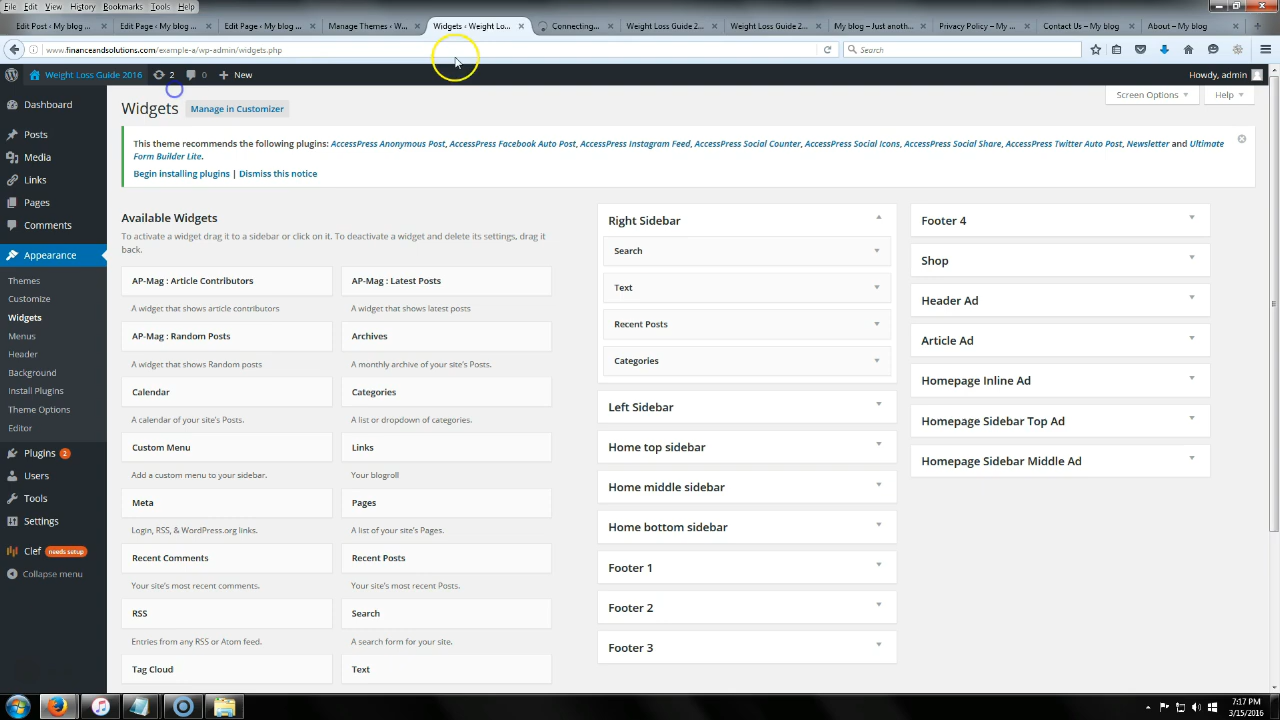 File Edit View History Bookmarks Tools Help
Edit Page ‹ My blog ...
Edit Page ‹ My blog ...
Edit Page ‹ My blog ...
Manage Themes ‹ W...
Widgets ‹ Weight Lo...
Connecting...
Weight Loss Guide 2...
Weight Loss Guide 2...
My blog – Just anoth...
Privacy Policy – My ...
Contact Us – My blog
About – My blog
www.financeandsolutions.com/example-a/wp-admin/widgets.php
Search
Weight Loss Guide 2016 2 0 + New
Howdy, admin
Screen Options
Help
Widgets
Manage in Customizer
This theme recommends the following plugins: AccessPress Anonymous Post, AccessPress Facebook Auto Post, AccessPress Instagram Feed, AccessPress Social Counter, AccessPress Social Icons, AccessPress Social Share, AccessPress Twitter Auto Post, Newsletter and Ultimate
Form Builder Lite.
Begin installing plugins | Dismiss this notice
Dashboard
Posts
Media
Links
Pages
Comments
Appearance
Themes
Customize
Widgets
Menus
Header
Background
Install Plugins
Theme Options
Editor
Plugins 2
Users
Tools
Settings
Clef needs setup
Collapse menu
Available Widgets
To activate a widget drag it to a sidebar or click on it. To deactivate a widget and delete its settings, drag it
back.
AP-Mag : Article Contributors
A widget that shows article contributors
AP-Mag : Latest Posts
A widget that shows latest posts
AP-Mag : Random Posts
A widget that shows Random posts
Archives
A monthly archive of your site's Posts.
Calendar
A calendar of your site's Posts.
Categories
A list or dropdown of categories.
Custom Menu
Add a custom menu to your sidebar.
Links
Your blogroll
Meta
Login, RSS, & WordPress.org links.
Pages
A list of your site's Pages.
Recent Comments
Your site's most recent comments.
Recent Posts
Your site's most recent Posts.
RSS
Entries from any RSS or Atom feed.
Search
A search form for your site.
Tag Cloud
Text
Right Sidebar
Search
Text
Recent Posts
Categories
Left Sidebar
Home top sidebar
Home middle sidebar
Home bottom sidebar
Footer 1
Footer 2
Footer 3
Footer 4
Shop
Header Ad
Article Ad
Homepage Inline Ad
Homepage Sidebar Top Ad
Homepage Sidebar Middle Ad
7:17 PM
3/15/2016